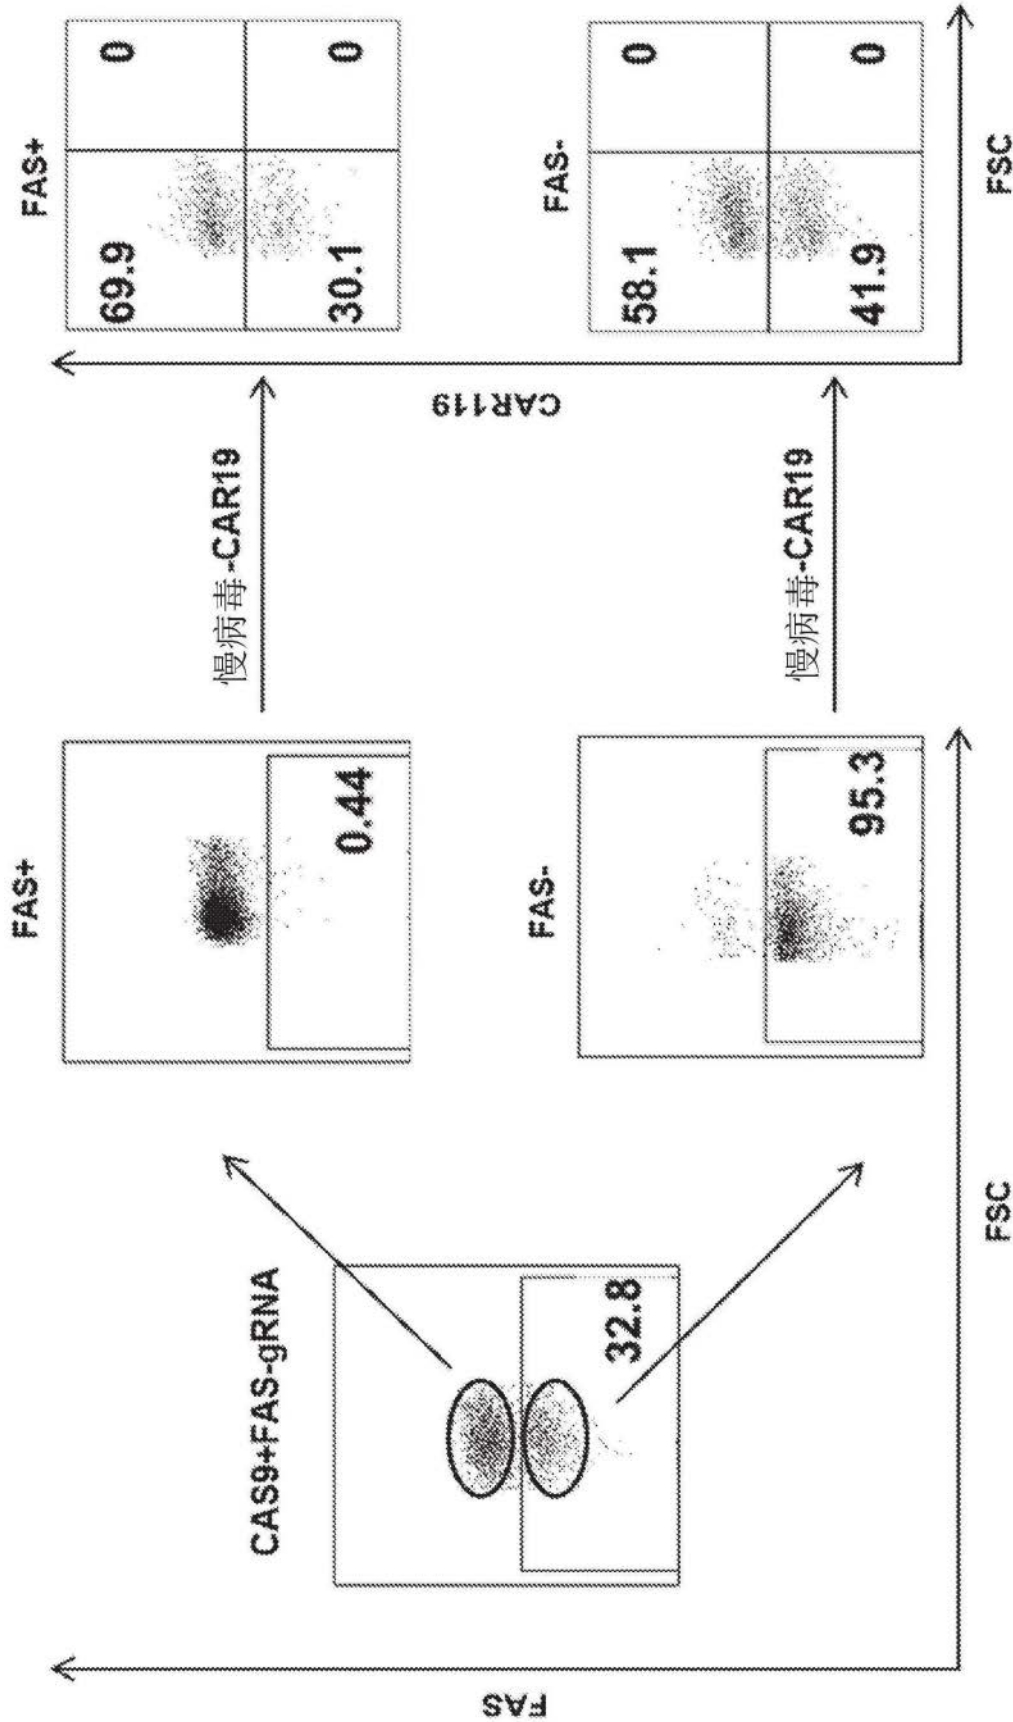 CAS9+FAS-gRNA
32.8
FAS
FSC
FAS+
0.44
FAS-
95.3
慢病毒-CAR19
慢病毒-CAR19
FAS+
69.9
0
30.1
0
FAS-
58.1
0
41.9
0
CAR119
FSC